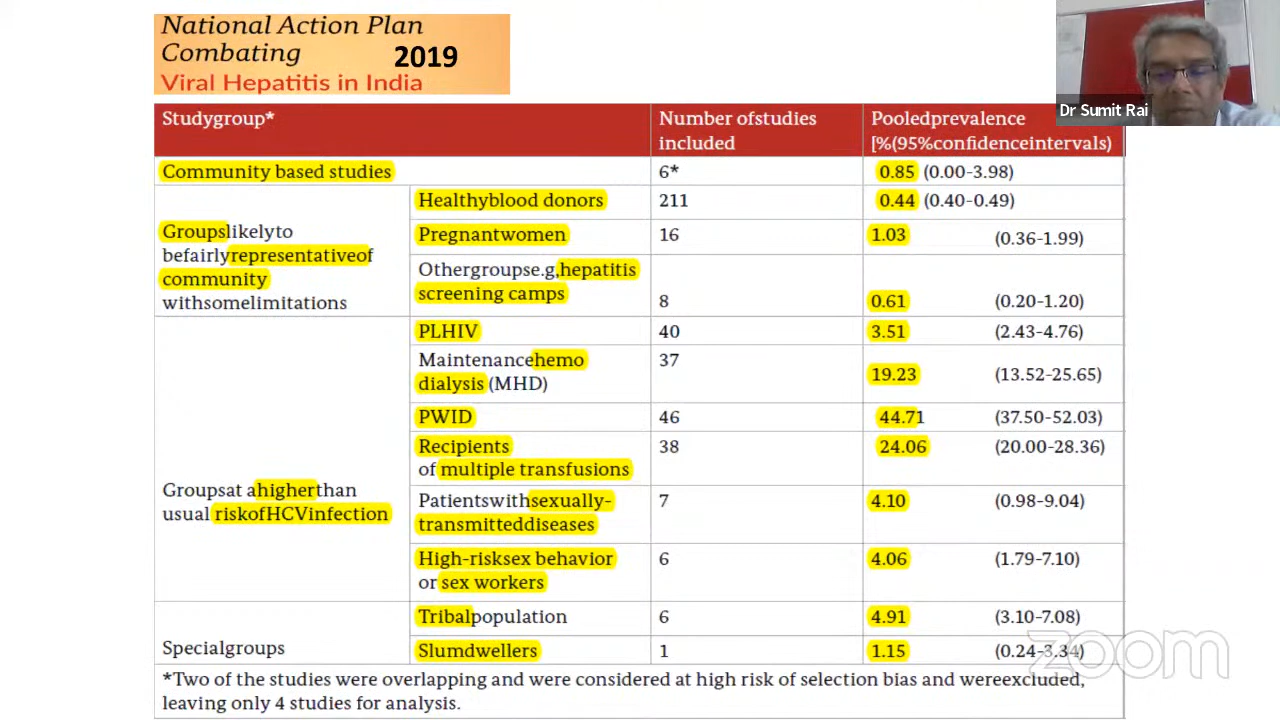 National Action Plan
Combating 2019
Viral Hepatitis in India
Dr Sumit Rai
Studygroup* Number ofstudies included Pooledprevalence [%(95%confidenceintervals)
Community based studies 6* 0.85 (0.00-3.98)
Groupslikelyto
befairlyrepresentativeof
community
withsomelimitations
Healthyblood donors 211 0.44 (0.40-0.49)
Pregnantwomen 16 1.03 (0.36-1.99)
Othergroupse.g,hepatitis
screening camps 8 0.61 (0.20-1.20)
Groupsat ahigherthan
usual riskofHCVinfection
PLHIV 40 3.51 (2.43-4.76)
Maintenancehemo
dialysis (MHD) 37 19.23 (13.52-25.65)
PWID 46 44.71 (37.50-52.03)
Recipients
of multiple transfusions 38 24.06 (20.00-28.36)
Patientswithsexually-
transmitteddiseases 7 4.10 (0.98-9.04)
High-risksex behavior
or sex workers 6 4.06 (1.79-7.10)
Specialgroups
Tribalpopulation 6 4.91 (3.10-7.08)
Slumdwellers 1 1.15 (0.24-3.34)
zoom
*Two of the studies were overlapping and were considered at high risk of selection bias and wereexcluded,
leaving only 4 studies for analysis.